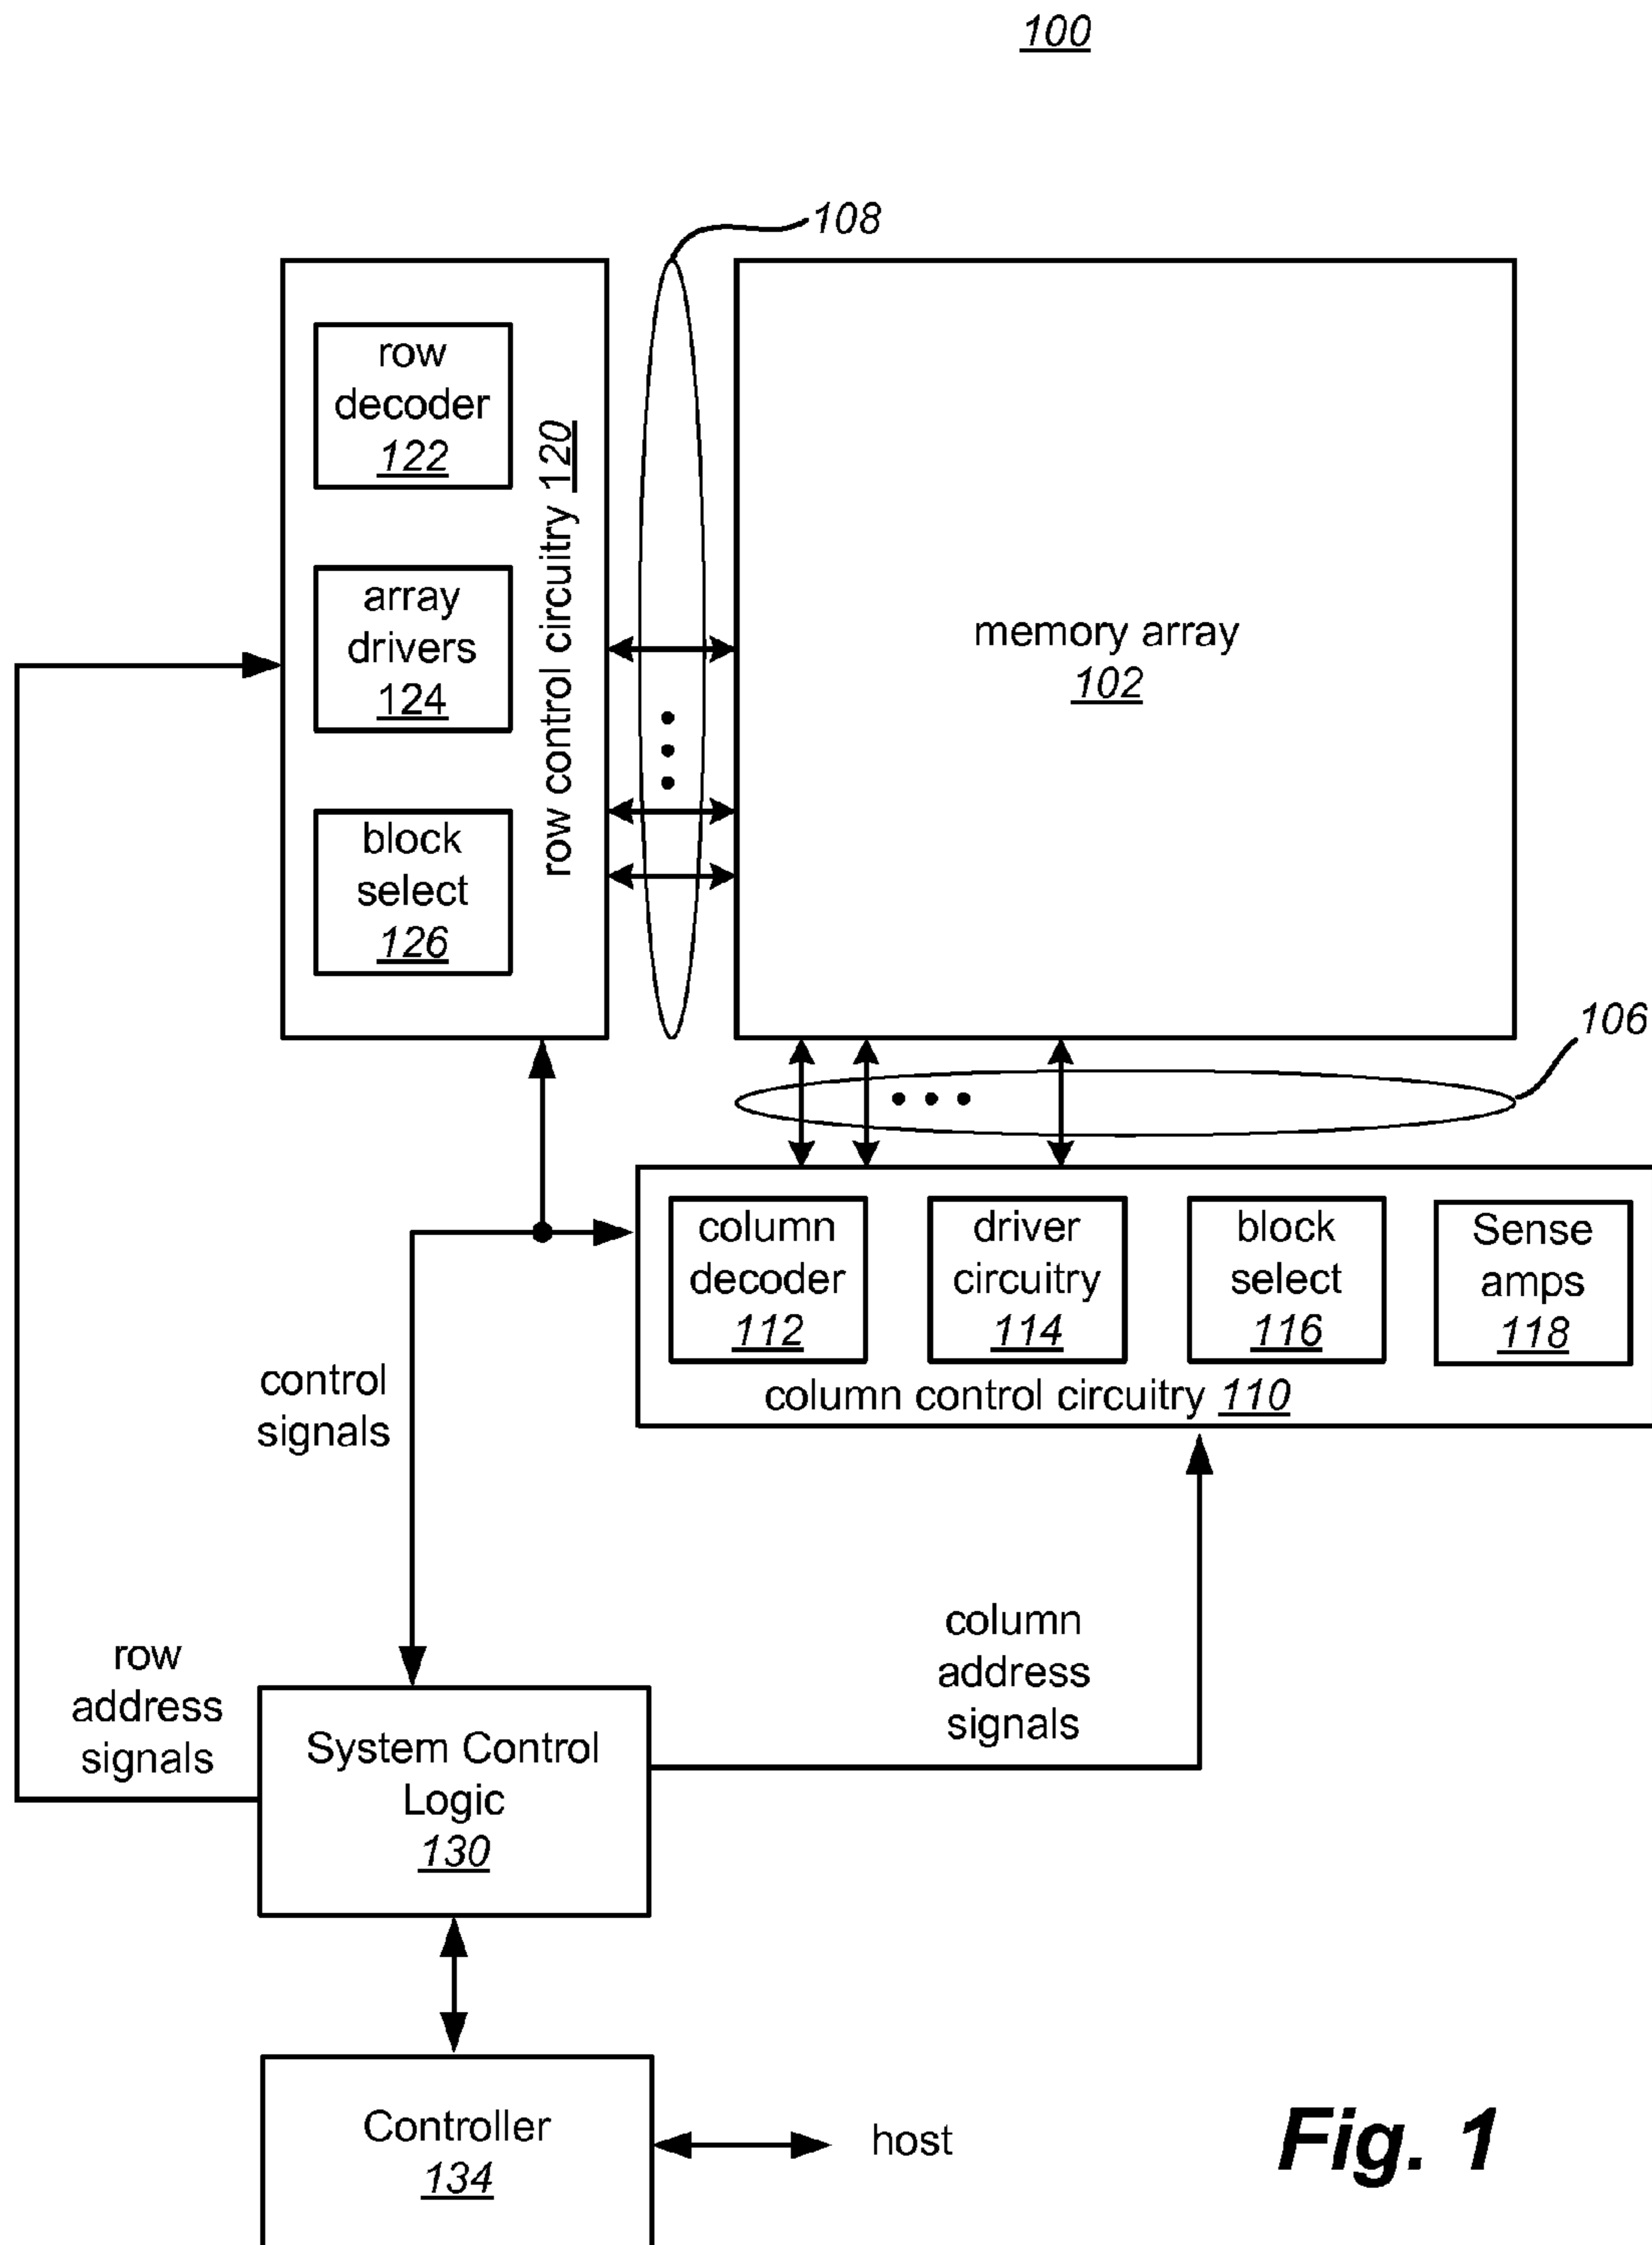 100
108
row
decoder
122
array
drivers
124
block
select
126
row control circuitry 120
memory array
102
106
column
decoder
112
driver
circuitry
114
block
select
116
Sense
amps
118
column control circuitry 110
control
signals
row
address
signals
column
address
signals
System Control
Logic
130
Controller
134
host
Fig. 1